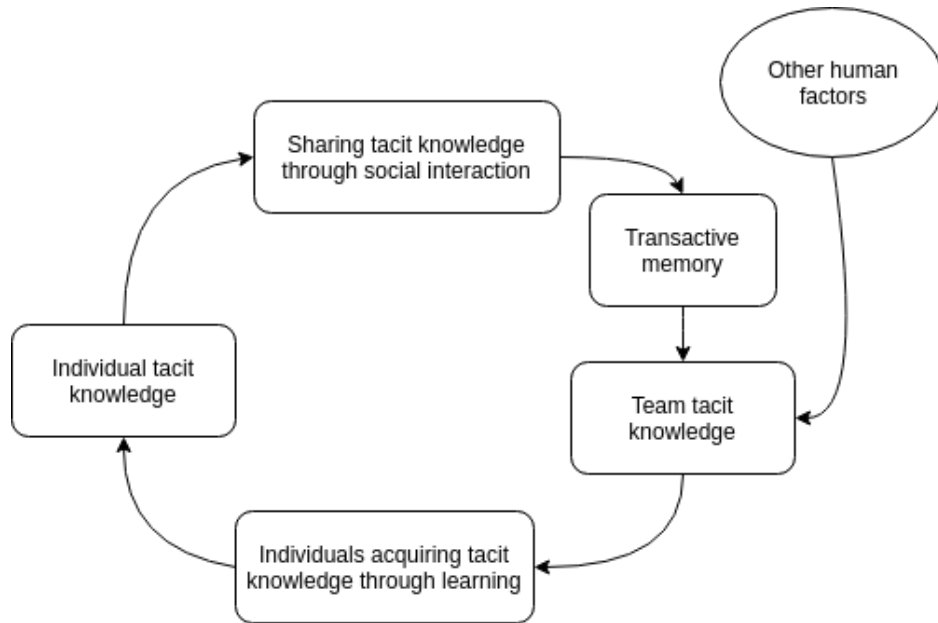 Other human
factors
Sharing tacit knowledge
through social interaction
Transactive
memory
Individual tacit
knowledge
Team tacit
knowledge
Individuals acquiring tacit
knowledge through learning